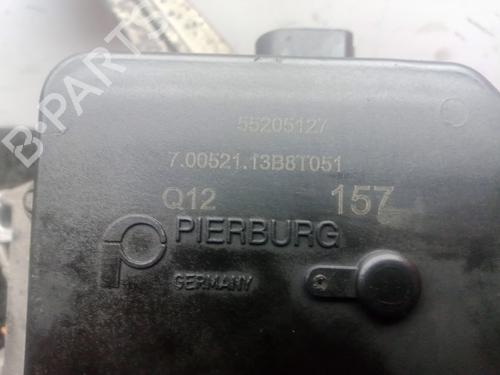 B-PARTS
55205127
7.00521.13B8T051
Q12 157
PIERBURG
GERMANY